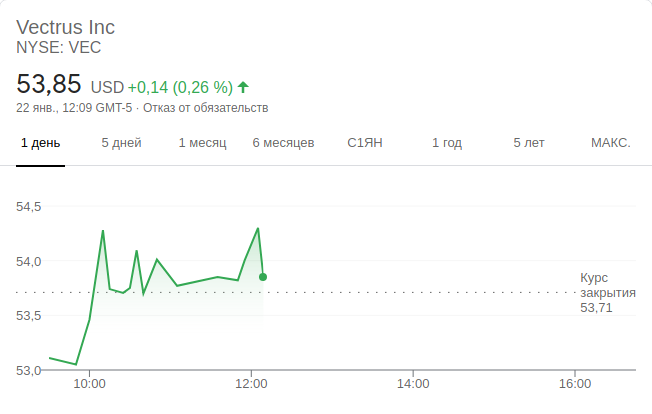 Vectrus Inc
NYSE: VEC
53,85 USD +0,14 (0,26 %)
22 янв., 12:09 GMT-5 · Отказ от обязательств
1 день 5 дней 1 месяц 6 месяцев С1ЯН 1 год 5 лет МАКС.
54,5
54,0
53,5
53,0
Курс
закрытия
53,71
10:00 12:00 14:00 16:00